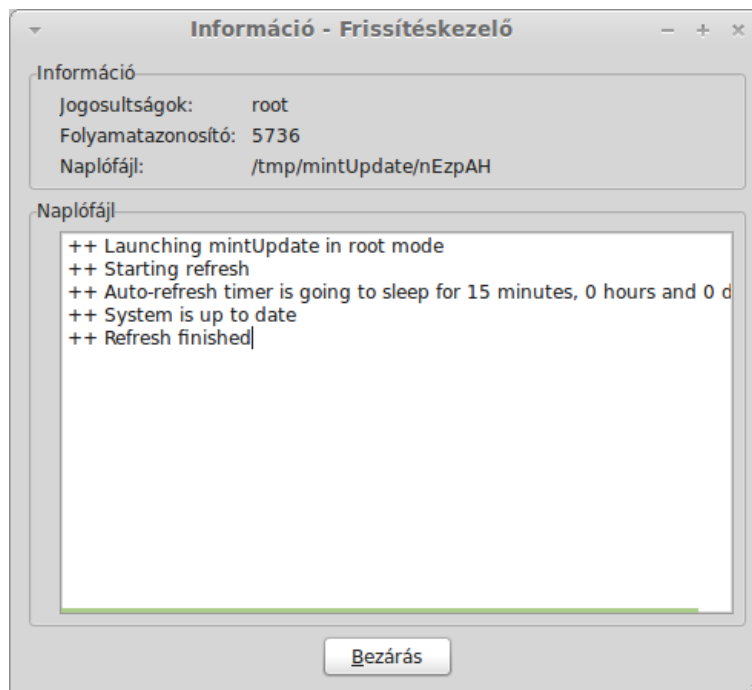 Információ - Frissítéskezelő
Információ
Jogosultságok: root
Folyamatazonosító: 5736
Naplófájl: /tmp/mintUpdate/nEzpAH
Naplófájl
++ Launching mintUpdate in root mode
++ Starting refresh
++ Auto-refresh timer is going to sleep for 15 minutes, 0 hours and 0 d
++ System is up to date
++ Refresh finished
Bezárás